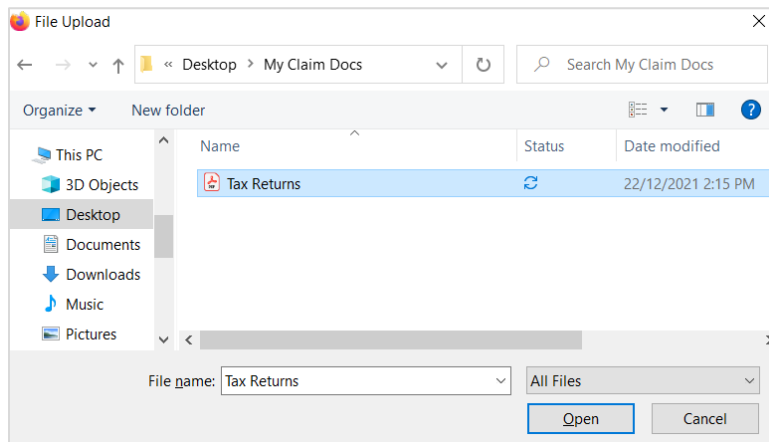 File Upload
« Desktop > My Claim Docs
Search My Claim Docs
Organize
New folder
?
This PC
3D Objects
Desktop
Documents
Downloads
Music
Pictures
Name Status Date modified
Tax Returns 22/12/2021 2:15 PM
File name: Tax Returns All Files
Open Cancel